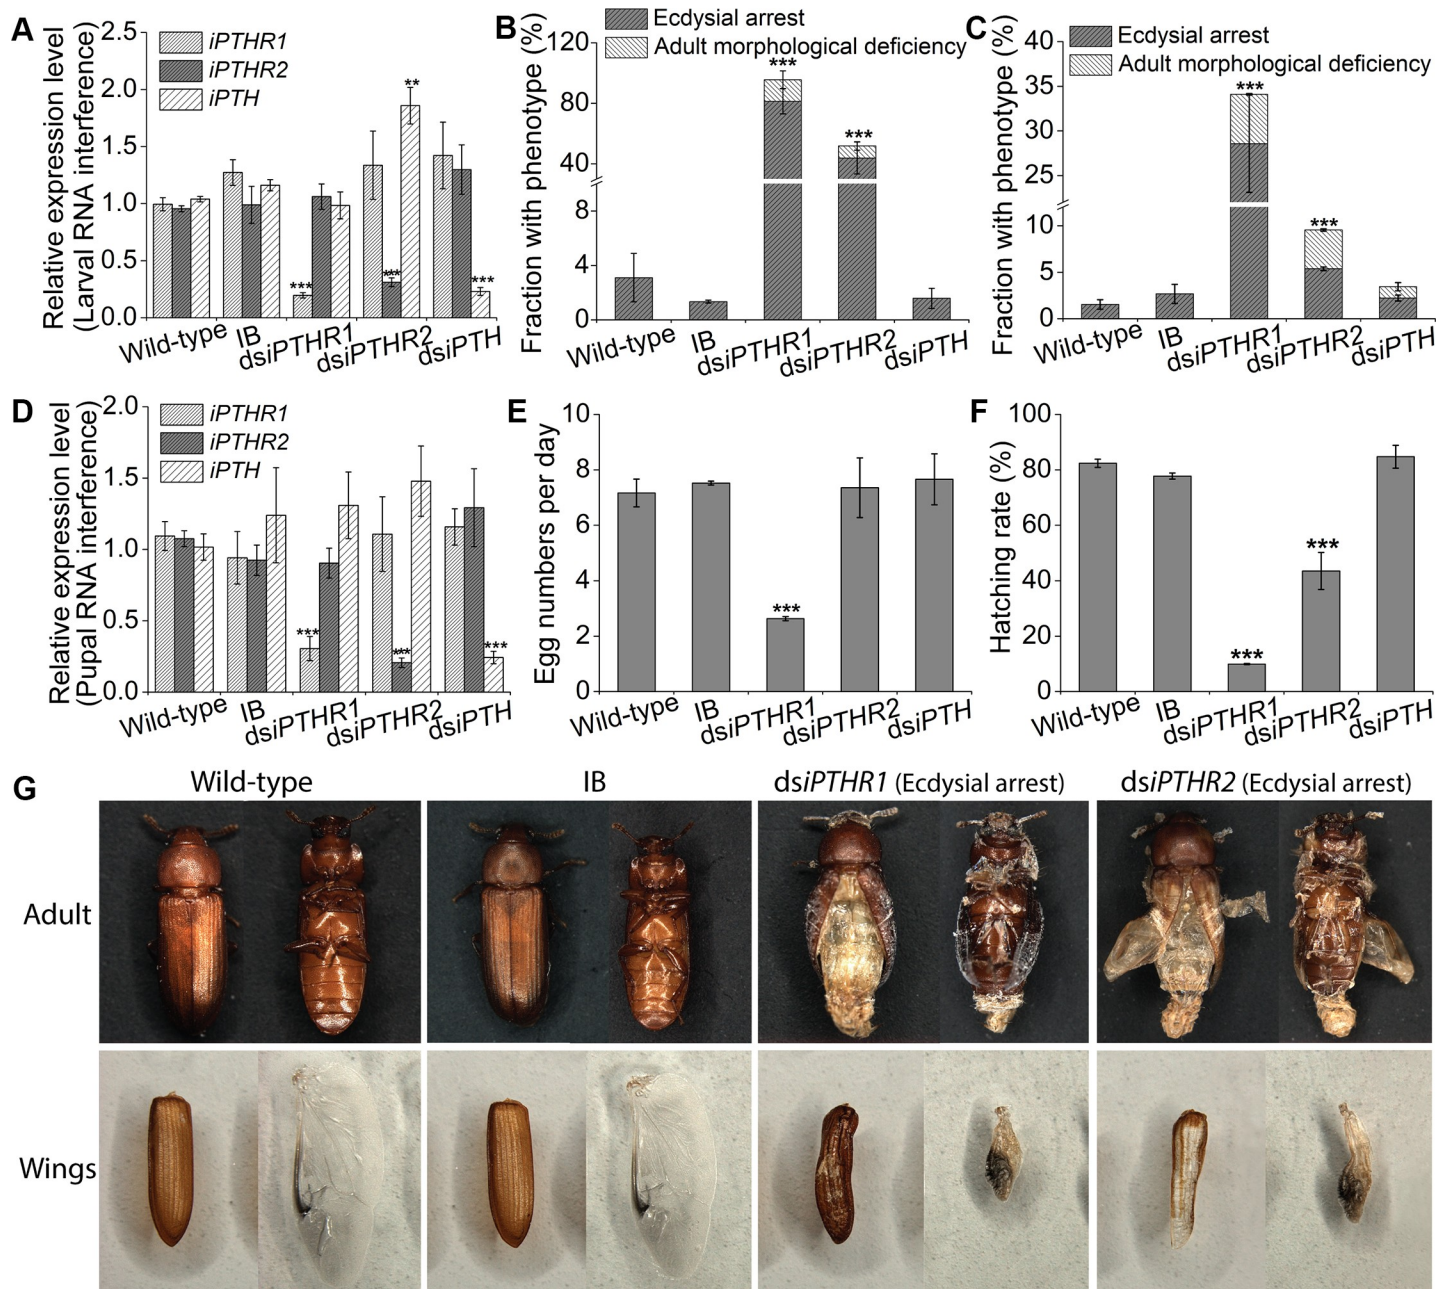 A
Relative expression level
(Larval RNA interference)
2.5
2.0
1.5
1.0
0.5
0.0
iPTHR1
iPTHR2
iPTH
***
***
**
***
Wild-type
IB
dsiPTHR1
dsiPTHR2
dsiPTH
B
Fraction with phenotype (%)
Ecdysial arrest
Adult morphological deficiency
120
80
40
8
4
0
***
***
Wild-type
IB
dsiPTHR1
dsiPTHR2
dsiPTH
C
Fraction with phenotype (%)
Ecdysial arrest
Adult morphological deficiency
40
35
30
25
10
5
0
***
***
Wild-type
IB
dsiPTHR1
dsiPTHR2
dsiPTH
D
Relative expression level
(Pupal RNA interference)
2.0
1.5
1.0
0.5
0.0
iPTHR1
iPTHR2
iPTH
***
***
***
Wild-type
IB
dsiPTHR1
dsiPTHR2
dsiPTH
E
Egg numbers per day
10
8
6
4
2
0
***
Wild-type
IB
dsiPTHR1
dsiPTHR2
dsiPTH
F
Hatching rate (%)
100
80
60
40
20
0
***
***
Wild-type
IB
dsiPTHR1
dsiPTHR2
dsiPTH
G
Wild-type
IB
dsiPTHR1 (Ecdysial arrest)
dsiPTHR2 (Ecdysial arrest)
Adult
Wings